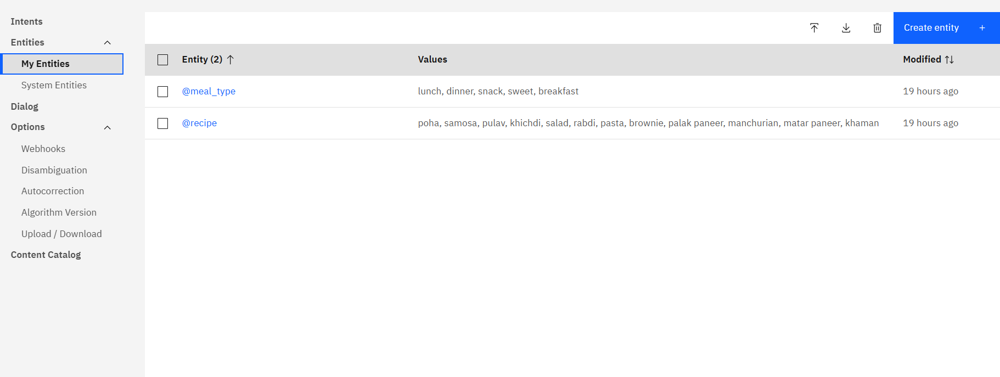 Intents
Entities
My Entities
System Entities
Dialog
Options
Webhooks
Disambiguation
Autocorrection
Algorithm Version
Upload / Download
Content Catalog
Create entity +
Entity (2) Values Modified
@meal_type lunch, dinner, snack, sweet, breakfast 19 hours ago
@recipe poha, samosa, pulav, khichdi, salad, rabdi, pasta, brownie, palak paneer, manchurian, matar paneer, khaman 19 hours ago